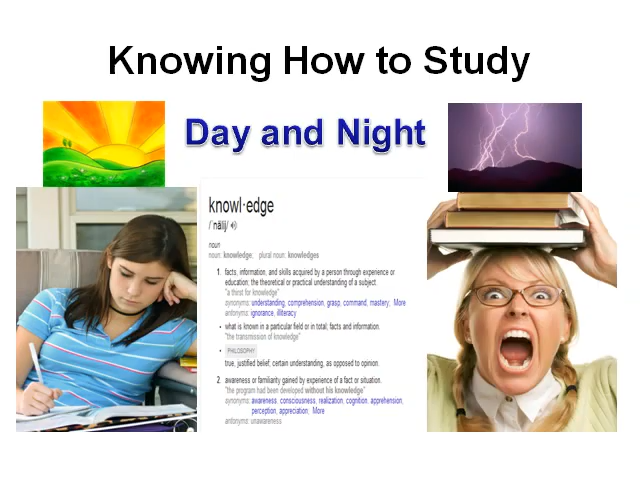 Knowing How to Study
Day and Night
knowl·edge
/ˈnälij/
noun
noun: knowledge; plural noun: knowledges
1. facts, information, and skills acquired by a person through experience or
education; the theoretical or practical understanding of a subject.
"a thirst for knowledge"
synonyms: understanding, comprehension, grasp, command, mastery; More
antonyms: ignorance, illiteracy
• what is known in a particular field or in total; facts and information.
"the transmission of knowledge"
• PHILOSOPHY
true, justified belief; certain understanding, as opposed to opinion.
2. awareness or familiarity gained by experience of a fact or situation.
"the program had been developed without his knowledge"
synonyms: awareness, consciousness, realization, cognition, apprehension,
perception, appreciation; More
antonyms: unawareness